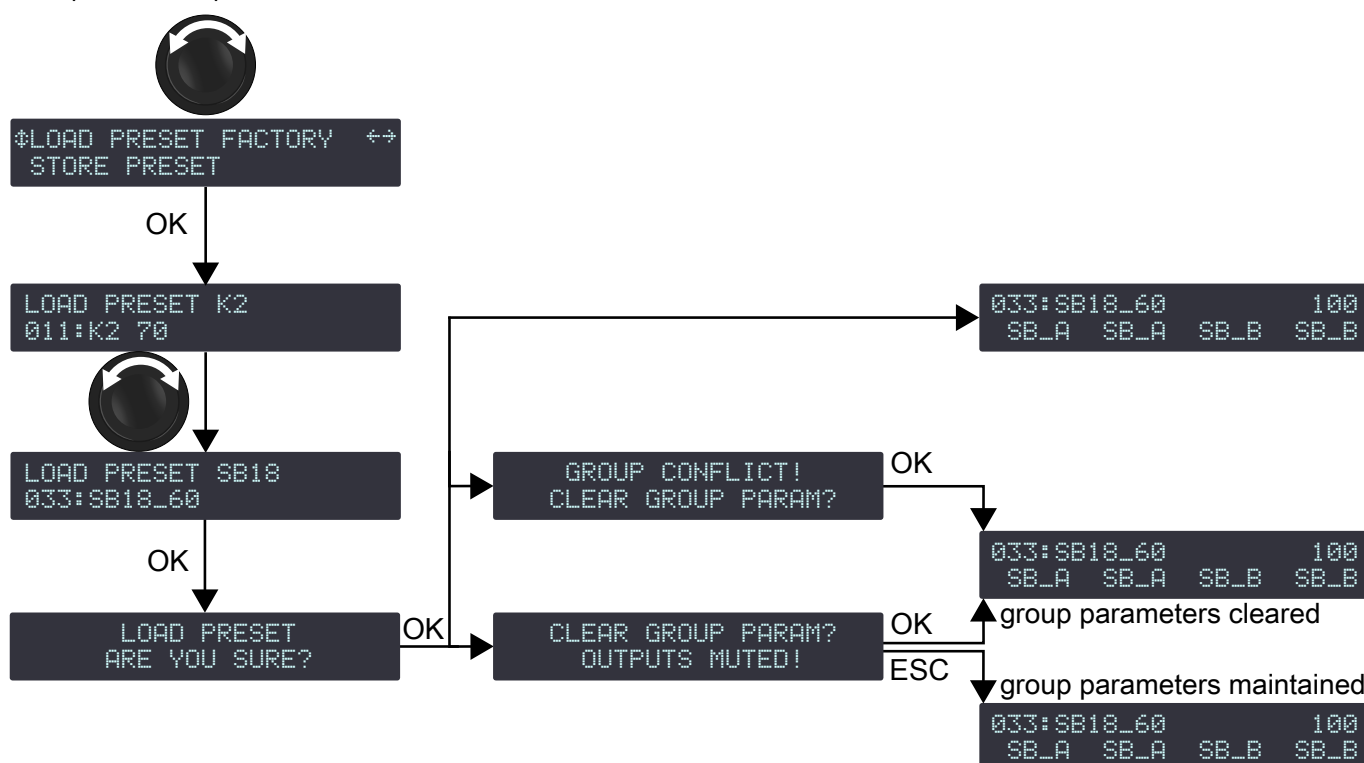 LOAD PRESET FACTORY
STORE PRESET
OK
LOAD PRESET K2
011:K2 70
LOAD PRESET SB18
033:SB18_60
OK
LOAD PRESET
ARE YOU SURE?
OK
033:SB18_60 100
SB_A SB_A SB_B SB_B
GROUP CONFLICT!
CLEAR GROUP PARAM?
OK
033:SB18_60 100
SB_A SB_A SB_B SB_B
group parameters cleared
CLEAR GROUP PARAM?
OUTPUTS MUTED!
OK
ESC
group parameters maintained
033:SB18_60 100
SB_A SB_A SB_B SB_B